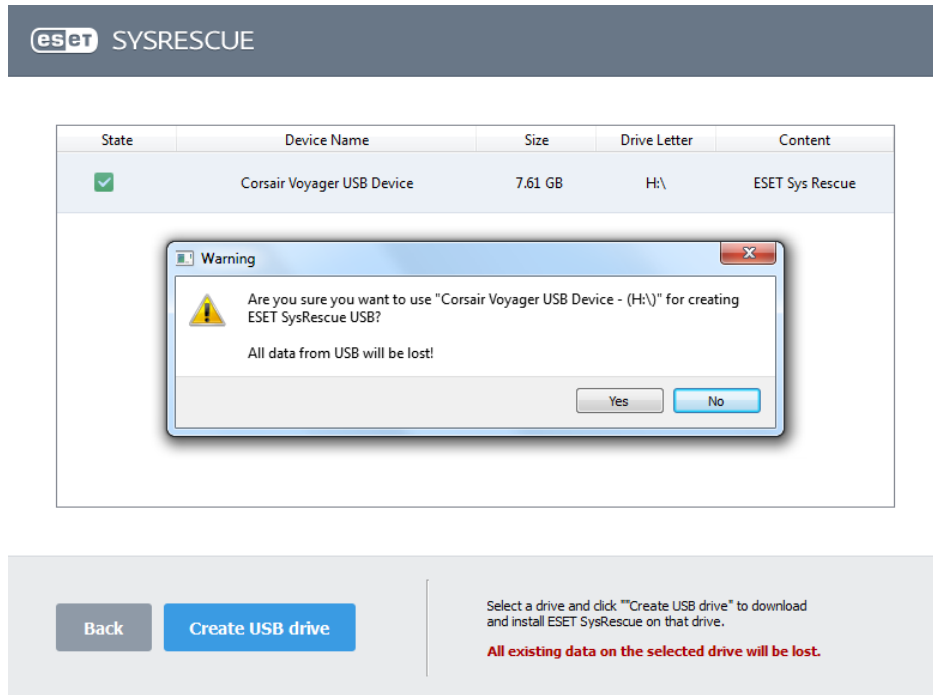 eset SYSRESCUE
State Device Name Size Drive Letter Content
Corsair Voyager USB Device 7.61 GB H:\ ESET Sys Rescue
Warning
Are you sure you want to use "Corsair Voyager USB Device - (H:\)" for creating
ESET SysRescue USB?
All data from USB will be lost!
Yes No
Back Create USB drive
Select a drive and click ""Create USB drive" to download
and install ESET SysRescue on that drive.
All existing data on the selected drive will be lost.